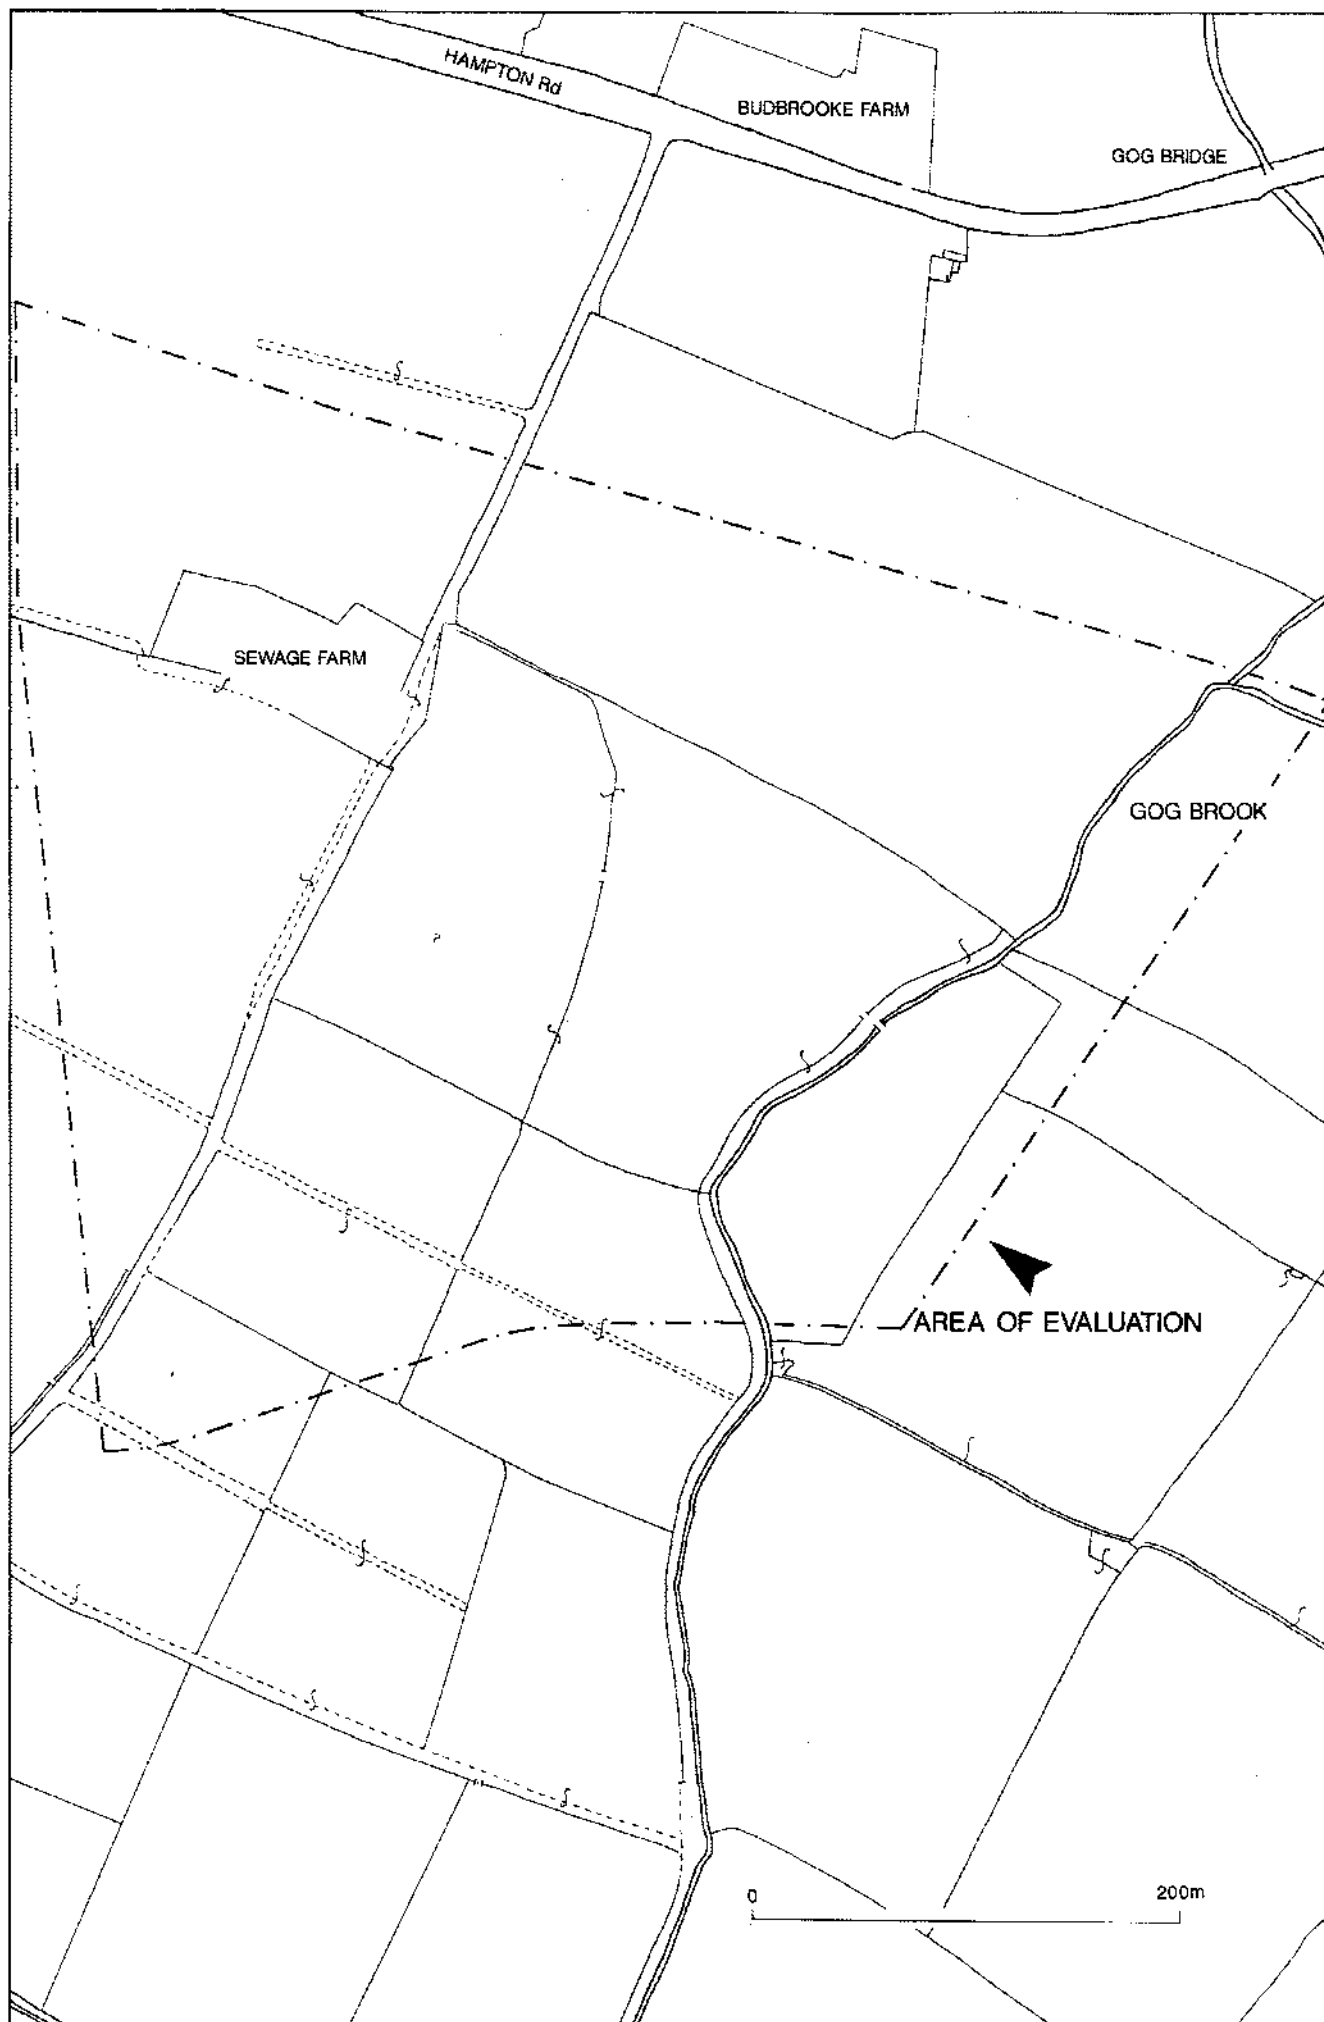 HAMPTON Rd
BUDBROOKE FARM
GOG BRIDGE
SEWAGE FARM
GOG BROOK
AREA OF EVALUATION
0
200m